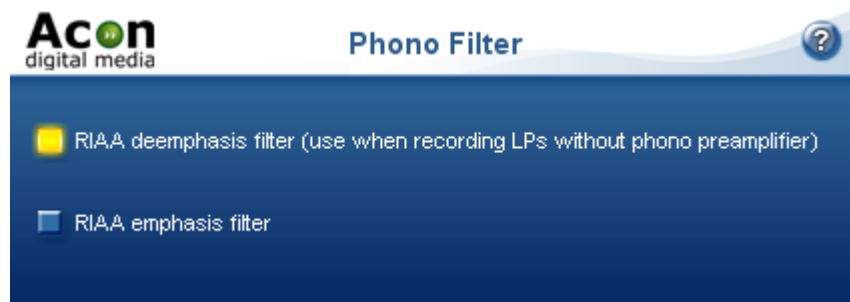 Acon
digital media
Phono Filter
?
RIAA deemphasis filter (use when recording LPs without phono preamplifier)
RIAA emphasis filter